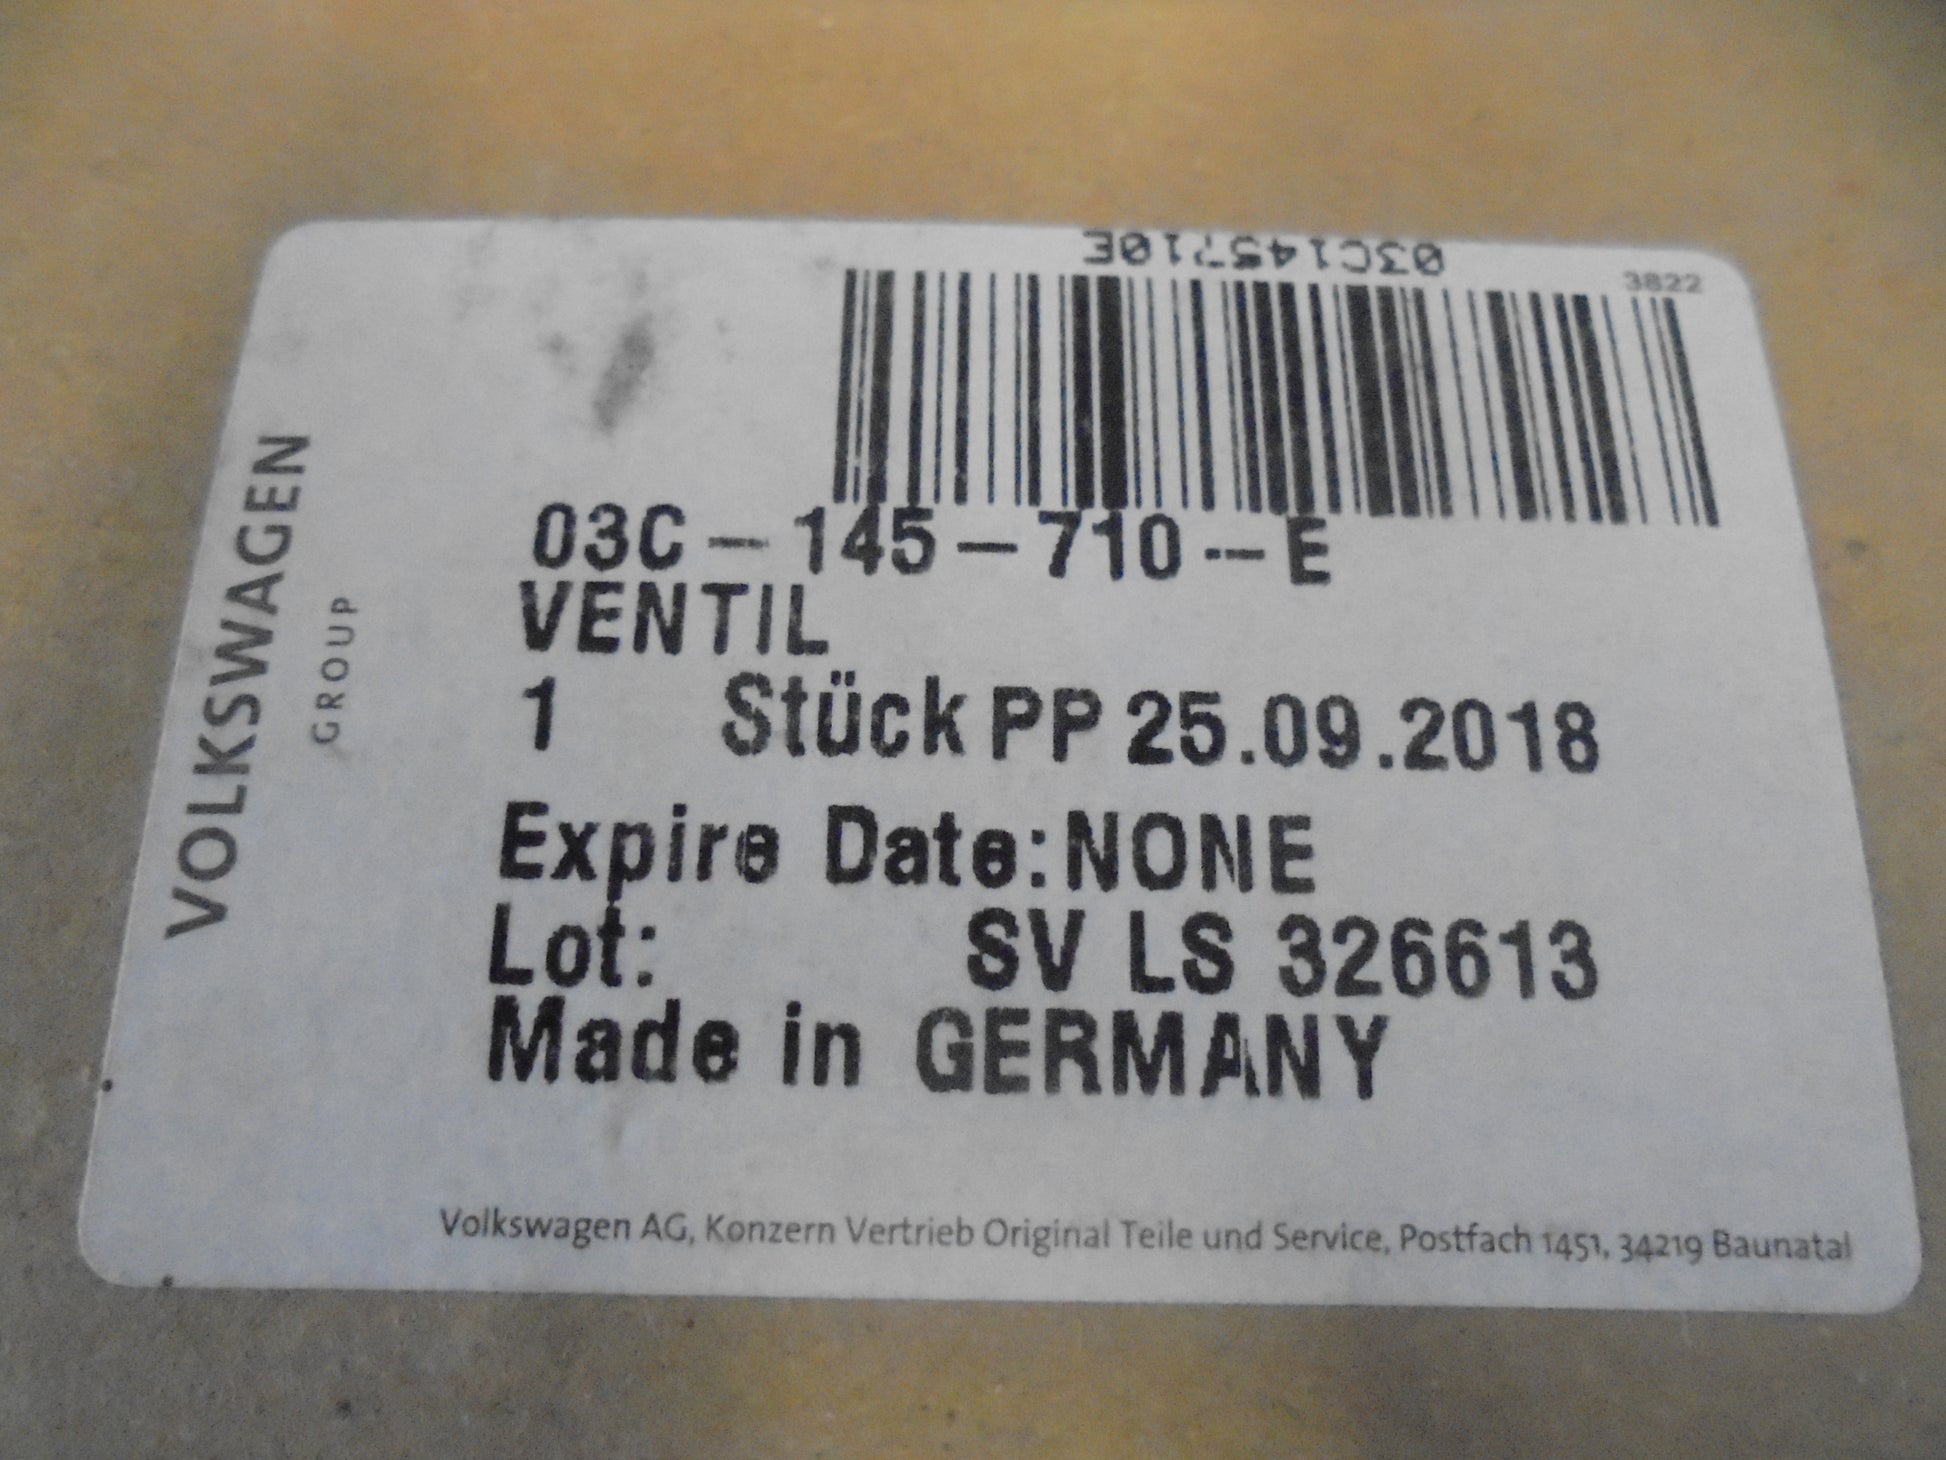 03C145710E
3822
VOLKSWAGEN
GROUP
03C-145-710-E
VENTIL
1 Stück PP 25.09.2018
Expire Date:NONE
Lot: SV LS 326613
Made in GERMANY
Volkswagen AG, Konzern Vertrieb Original Teile und Service, Postfach 1451, 34219 Baunatal